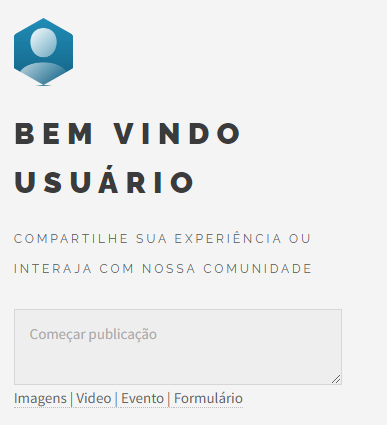 BEM VINDO
USUÁRIO
COMPARTILHE SUA EXPERIÊNCIA OU
INTERAJA COM NOSSA COMUNIDADE
Começar publicação
Imagens | Video | Evento | Formulário